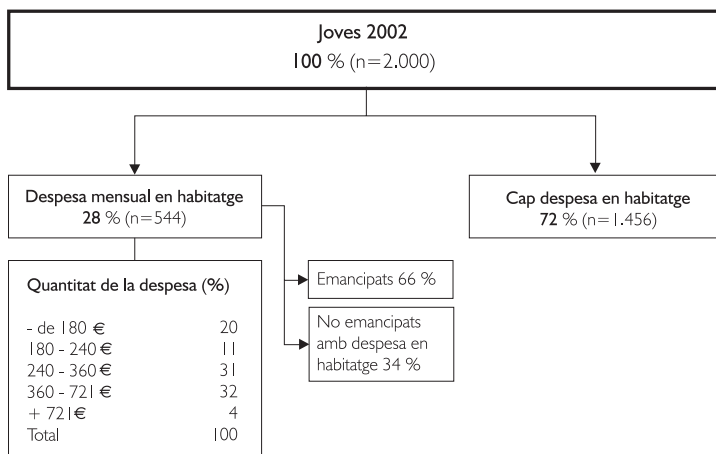 Joves 2002
100 % (n=2.000)
Despesa mensual en habitatge
28 % (n=544)
Cap despesa en habitatge
72 % (n=1.456)
Quantitat de la despesa (%)
- de 180 € 20
180 - 240 € 11
240 - 360 € 31
360 - 721 € 32
+ 721€ 4
Total 100
Emancipats 66 %
No emancipats
amb despesa en
habitatge 34 %